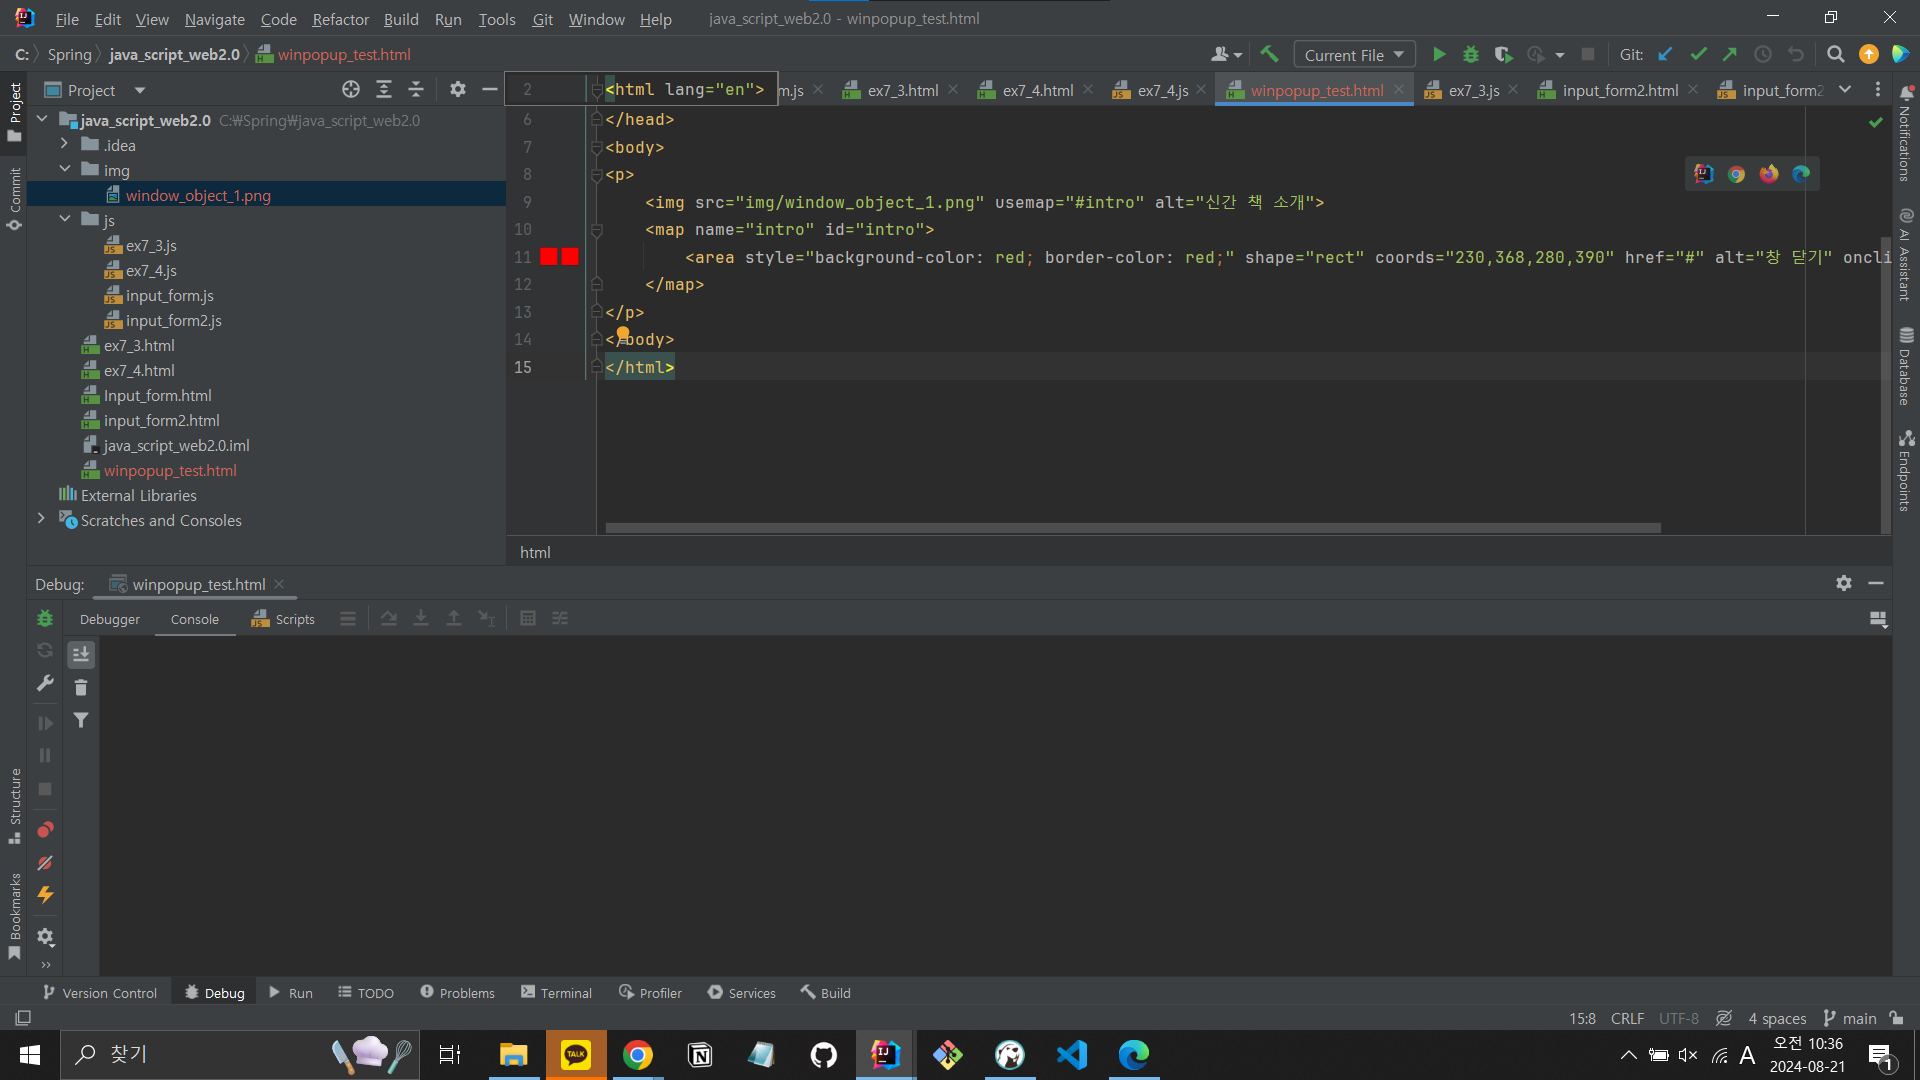 File Edit View Navigate Code Refactor Build Run Tools Git Window Help java_script_web2.0 - winpopup_test.html
C: Spring java_script_web2.0 winpopup_test.html Current File Git:
Project
2 <html lang="en"> m.js ex7_3.html ex7_4.html ex7_4.js winpopup_test.html ex7_3.js input_form2.html input_form2
java_script_web2.0 C:₩Spring₩java_script_web2.0
.idea
img
window_object_1.png
js
ex7_3.js
ex7_4.js
input_form.js
input_form2.js
ex7_3.html
ex7_4.html
Input_form.html
input_form2.html
java_script_web2.0.iml
winpopup_test.html
External Libraries
Scratches and Consoles
6 </head>
7 <body>
8 <p>
9 <img src="img/window_object_1.png" usemap="#intro" alt="신간 책 소개">
10 <map name="intro" id="intro">
11 <area style="background-color: red; border-color: red;" shape="rect" coords="230,368,280,390" href="#" alt="창 닫기" oncli
12 </map>
13 </p>
14 </body>
15 </html>
html
Project
Commit
Structure
Bookmarks
Notifications
AI Assistant
Database
Endpoints
Debug: winpopup_test.html
Debugger Console Scripts
Version Control Debug Run TODO Problems Terminal Profiler Services Build
15:8 CRLF UTF-8 4 spaces main
찾기
TALK
A
오전 10:36
2024-08-21
1